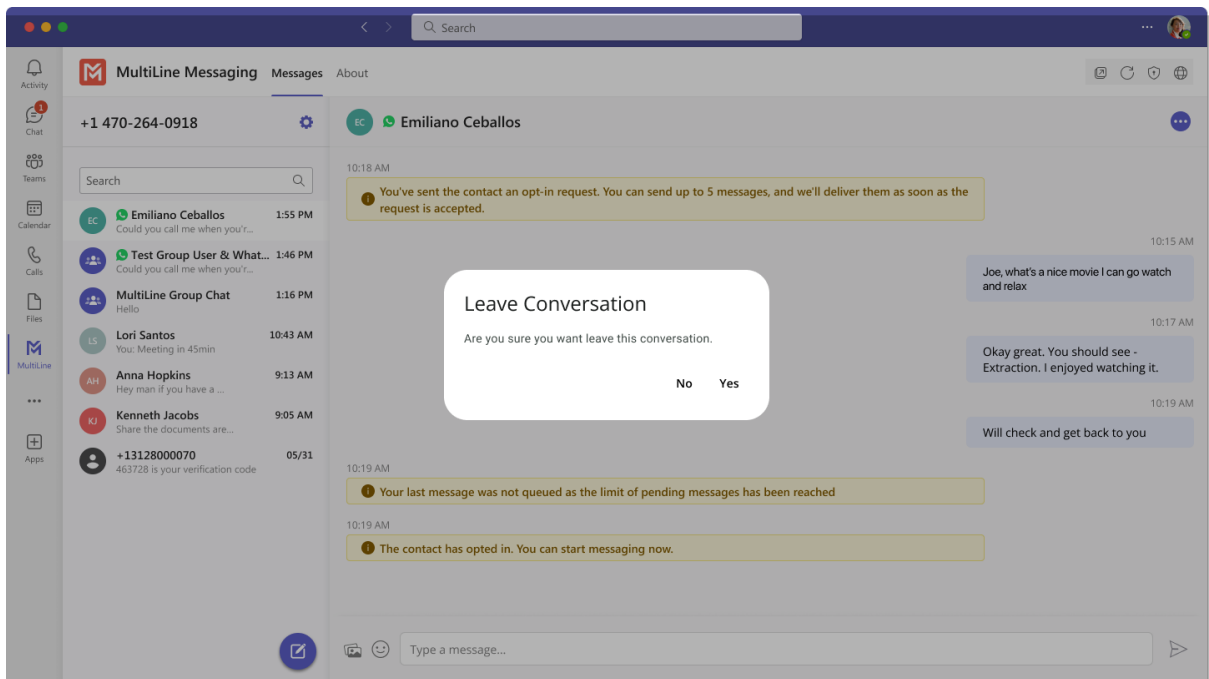 Search
Activity
1
Chat
Teams
Calendar
Calls
Files
MultiLine
Apps
MultiLine Messaging
Messages
About
+1 470-264-0918
Search
EC
Emiliano Ceballos
1:55 PM
Could you call me when you'r...
Test Group User & What...
1:46 PM
Could you call me when you'r...
MultiLine Group Chat
1:16 PM
Hello
LS
Lori Santos
10:43 AM
You: Meeting in 45min
AH
Anna Hopkins
9:13 AM
Hey man if you have a ...
KJ
Kenneth Jacobs
9:05 AM
Share the documents are...
+13128000070
05/31
463728 is your verification code
EC
Emiliano Ceballos
10:18 AM
You've sent the contact an opt-in request. You can send up to 5 messages, and we'll deliver them as soon as the
request is accepted.
10:15 AM
Joe, what's a nice movie I can go watch
and relax
10:17 AM
Okay great. You should see -
Extraction. I enjoyed watching it.
10:19 AM
Will check and get back to you
10:19 AM
Your last message was not queued as the limit of pending messages has been reached
10:19 AM
The contact has opted in. You can start messaging now.
Type a message...
Leave Conversation
Are you sure you want leave this conversation.
No
Yes